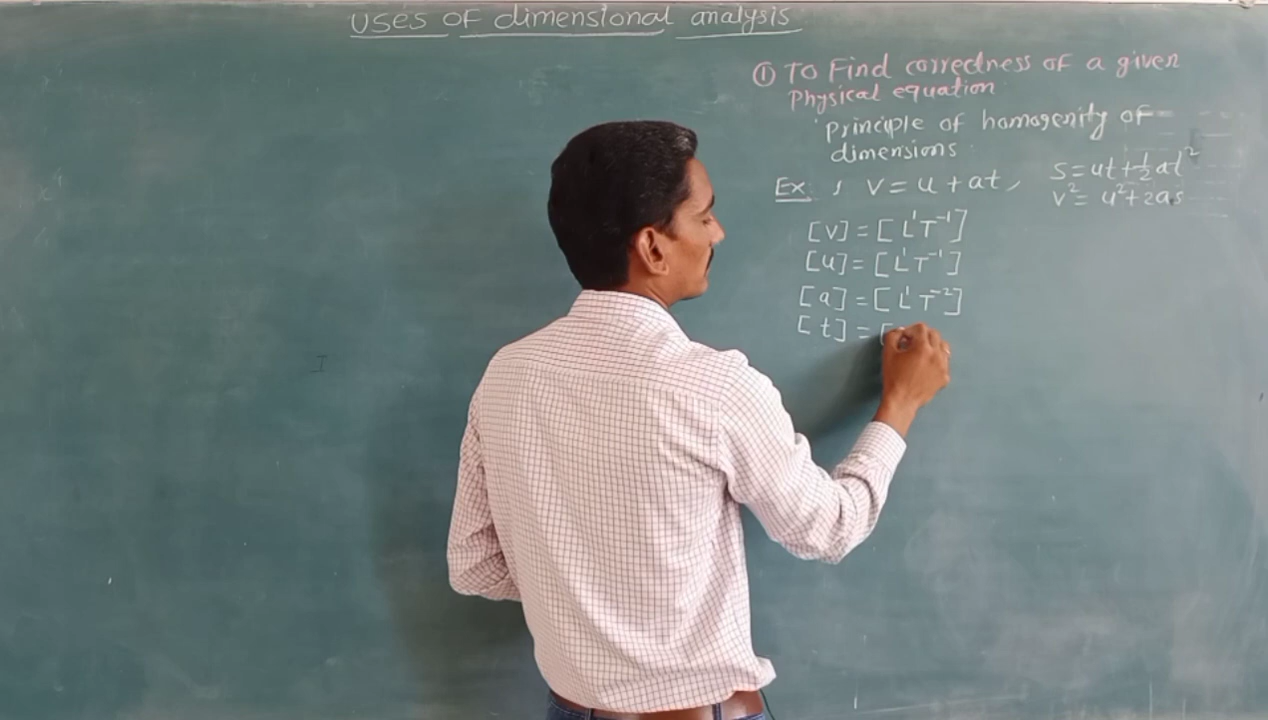 Uses of dimensional analysis
① To Find correctness of a given
Physical equation
principle of homogenity of
dimensions
Ex , v = u + at , s = ut + ½ at²
v² = u² + 2as
[v] = [L¹T⁻¹]
[u] = [L¹T⁻¹]
[a] = [L¹T⁻²]
[t] = [